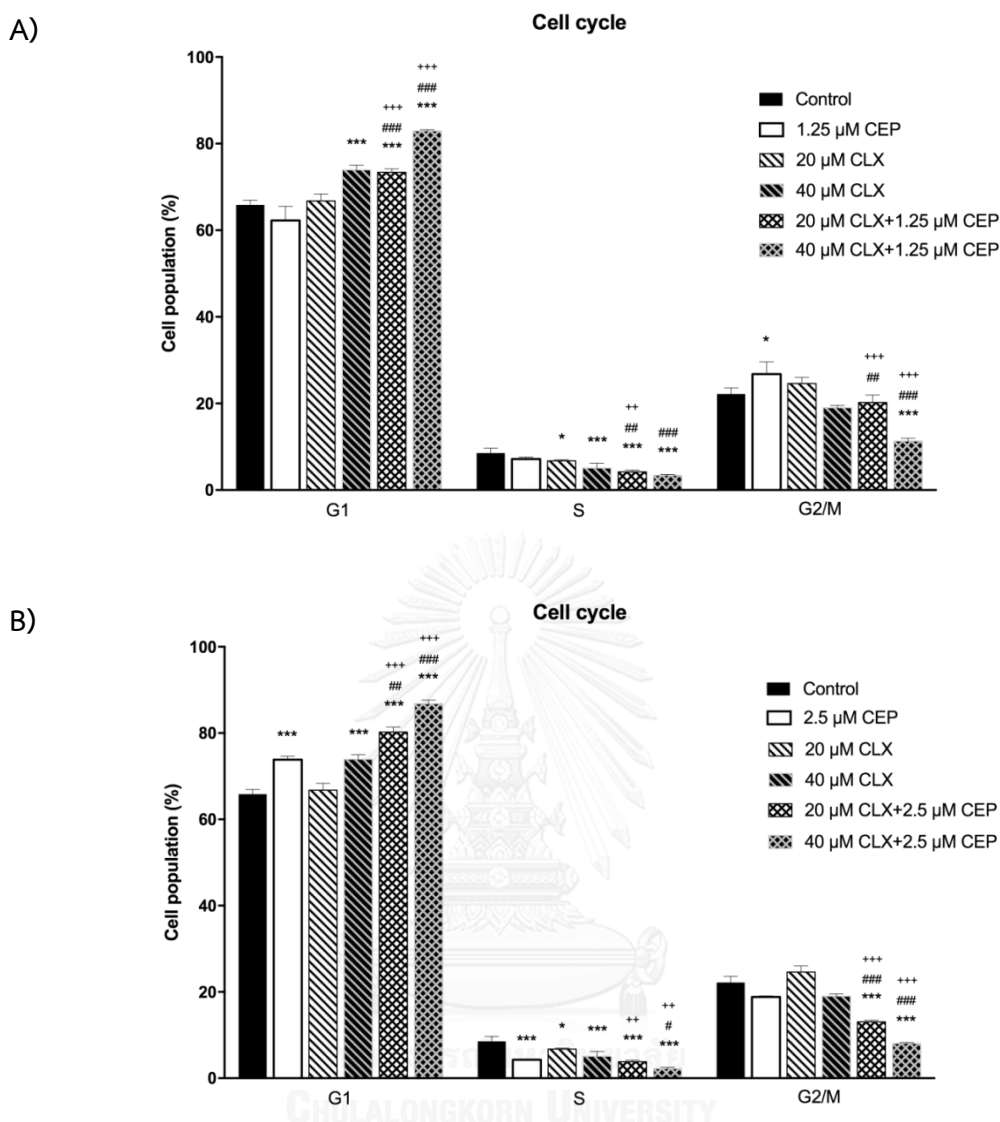 A)
Cell cycle
Cell population (%)
100
80
60
40
20
0
***
+++
###
***
+++
###
***
*
***
++
##
***
###
***
*
+++
##
+++
###
***
G1
S
G2/M
Control
1.25 µM CEP
20 µM CLX
40 µM CLX
20 µM CLX+1.25 µM CEP
40 µM CLX+1.25 µM CEP
B)
Cell cycle
Cell population (%)
100
80
60
40
20
0
***
***
+++
##
***
+++
###
***
***
*
***
++
***
++
#
***
+++
###
***
+++
###
***
G1
S
G2/M
Control
2.5 µM CEP
20 µM CLX
40 µM CLX
20 µM CLX+2.5 µM CEP
40 µM CLX+2.5 µM CEP
CHULALONGKORN UNIVERSITY